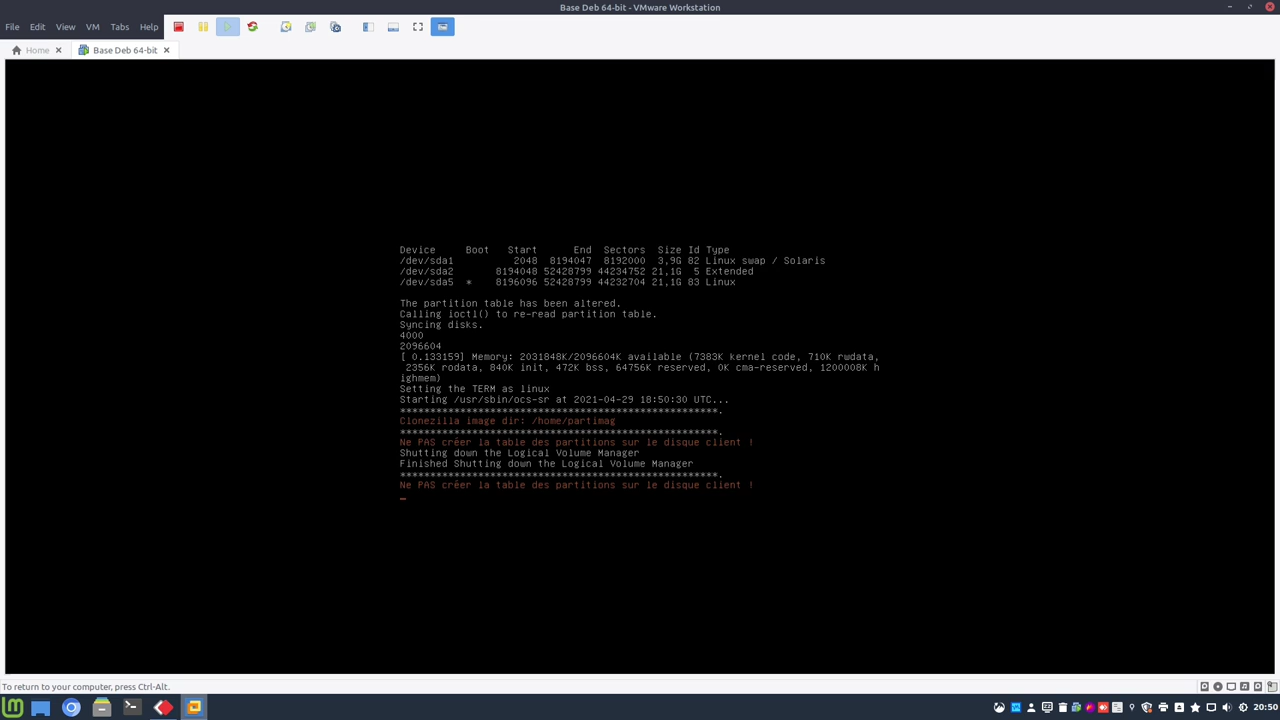 Base Deb 64-bit - VMware Workstation
File Edit View VM Tabs Help
Home Base Deb 64-bit
Device Boot Start End Sectors Size Id Type
/dev/sda1 2048 8194047 8192000 3,9G 82 Linux swap / Solaris
/dev/sda2 8194048 52428799 44234752 21,1G 5 Extended
/dev/sda5 * 8196096 52428799 44232704 21,1G 83 Linux
The partition table has been altered.
Calling ioctl() to re-read partition table.
Syncing disks.
4000
2096604
[ 0.133159] Memory: 2031848K/2096604K available (7383K kernel code, 710K rwdata,
2356K rodata, 840K init, 472K bss, 64756K reserved, 0K cma-reserved, 1200008K h
ighmem)
Setting the TERM as linux
Starting /usr/sbin/ocs-sr at 2021-04-29 18:50:30 UTC...
*****************************************************.
Clonezilla image dir: /home/partimag
*****************************************************.
Ne PAS créer la table des partitions sur le disque client !
Shutting down the Logical Volume Manager
Finished Shutting down the Logical Volume Manager
*****************************************************.
Ne PAS créer la table des partitions sur le disque client !
To return to your computer, press Ctrl-Alt.
20:50